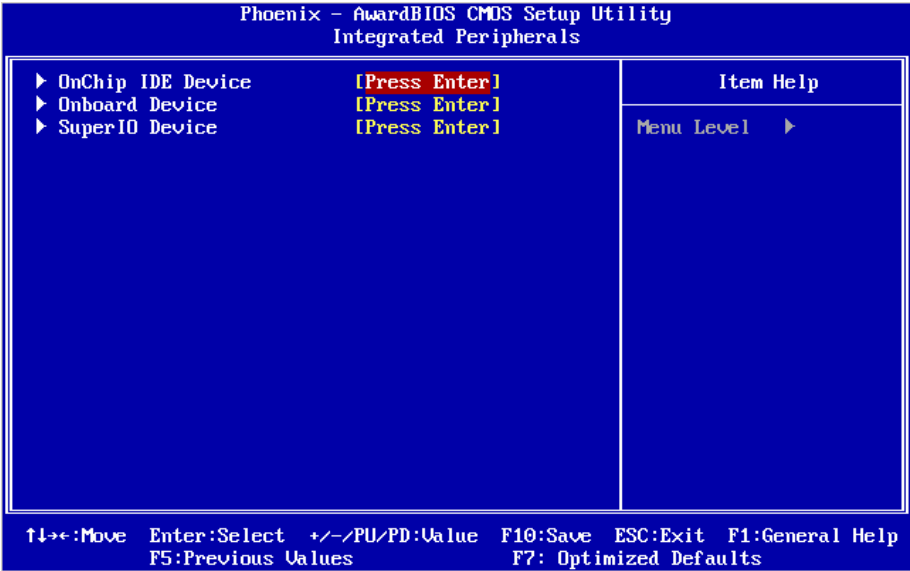 Phoenix - AwardBIOS CMOS Setup Utility
Integrated Peripherals
OnChip IDE Device [Press Enter]
Onboard Device [Press Enter]
SuperIO Device [Press Enter]
Item Help
Menu Level
↑↓→←:Move Enter:Select +/-/PU/PD:Value F10:Save ESC:Exit F1:General Help
F5:Previous Values F7: Optimized Defaults